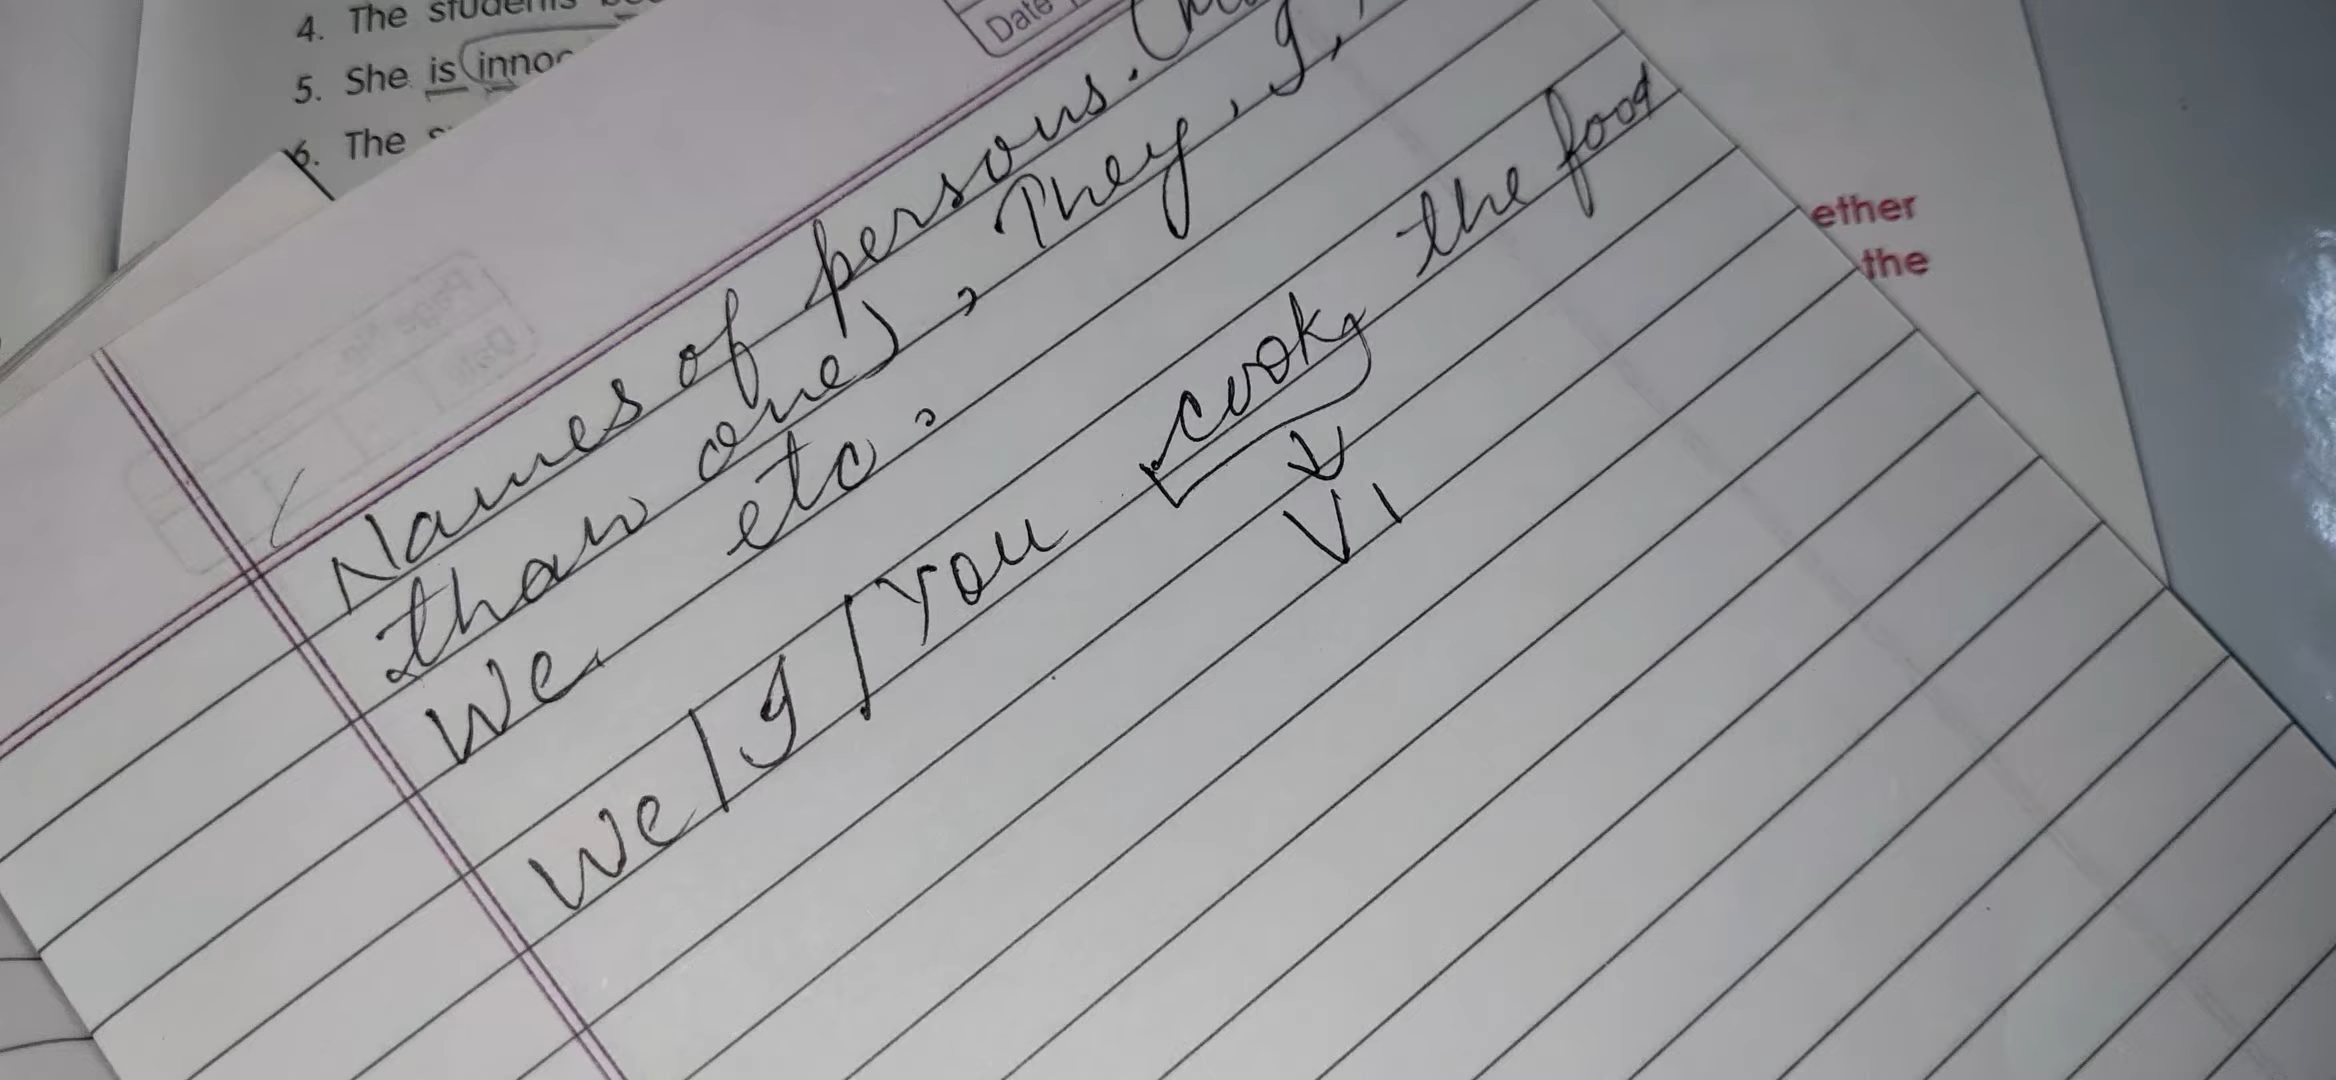 4. The students
5. She is
6. The
Date
Names of persons.
than one) , They, I,
We etc.
We / I / You cook the food
V1
ether
the